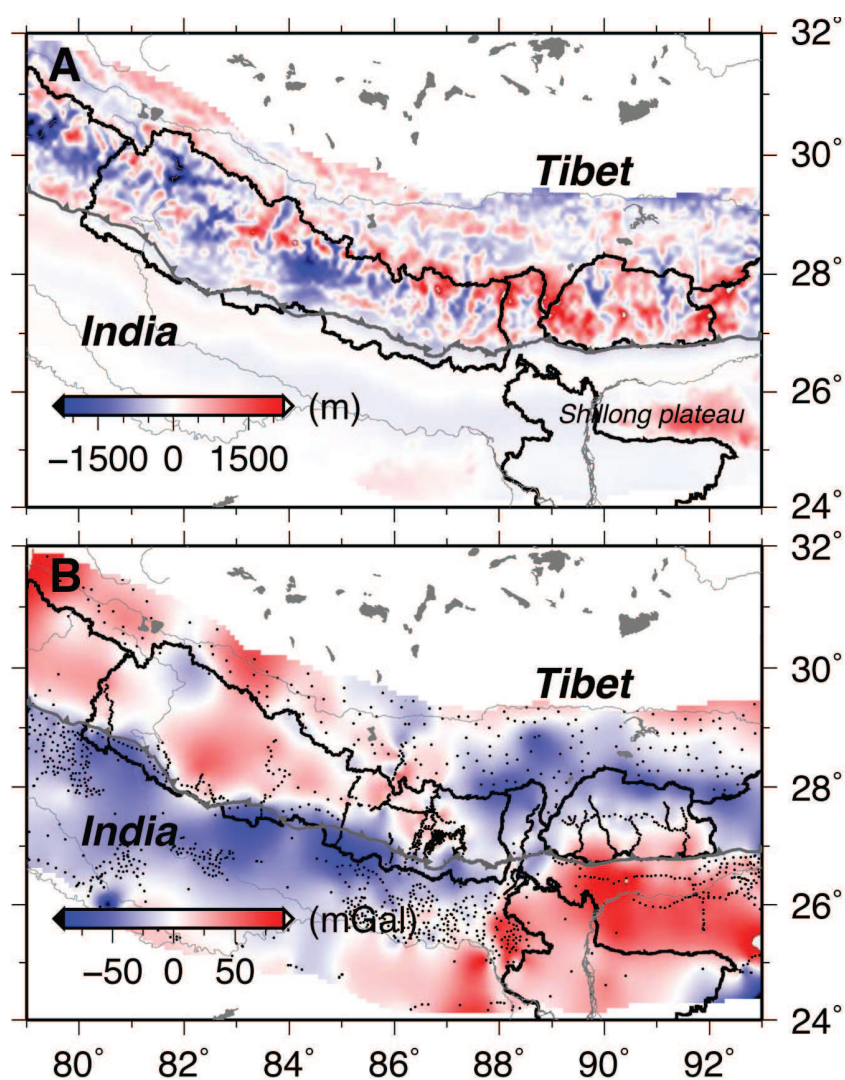 32°
A
Tibet
30°
28°
India
26°
(m)
Shillong plateau
−1500 0 1500
24°
32°
B
30°
Tibet
28°
India
26°
(mGal)
−50 0 50
24°
80° 82° 84° 86° 88° 90° 92°